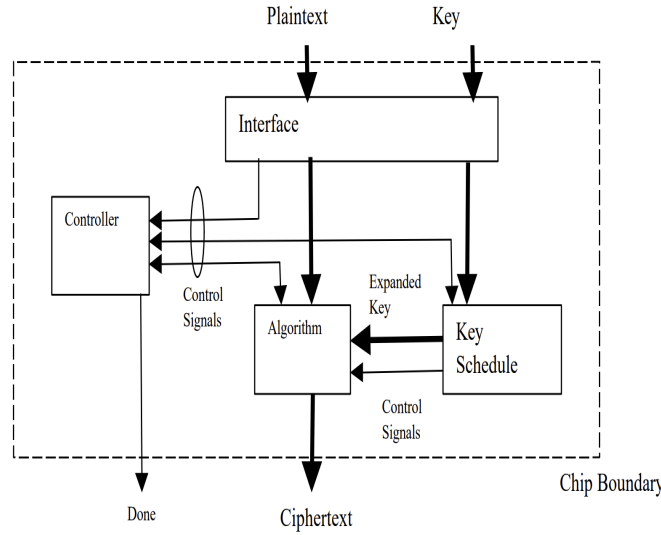 Plaintext
Key
Interface
Controller
Control
Signals
Expanded
Key
Algorithm
Key
Schedule
Control
Signals
Chip Boundary
Done
Ciphertext